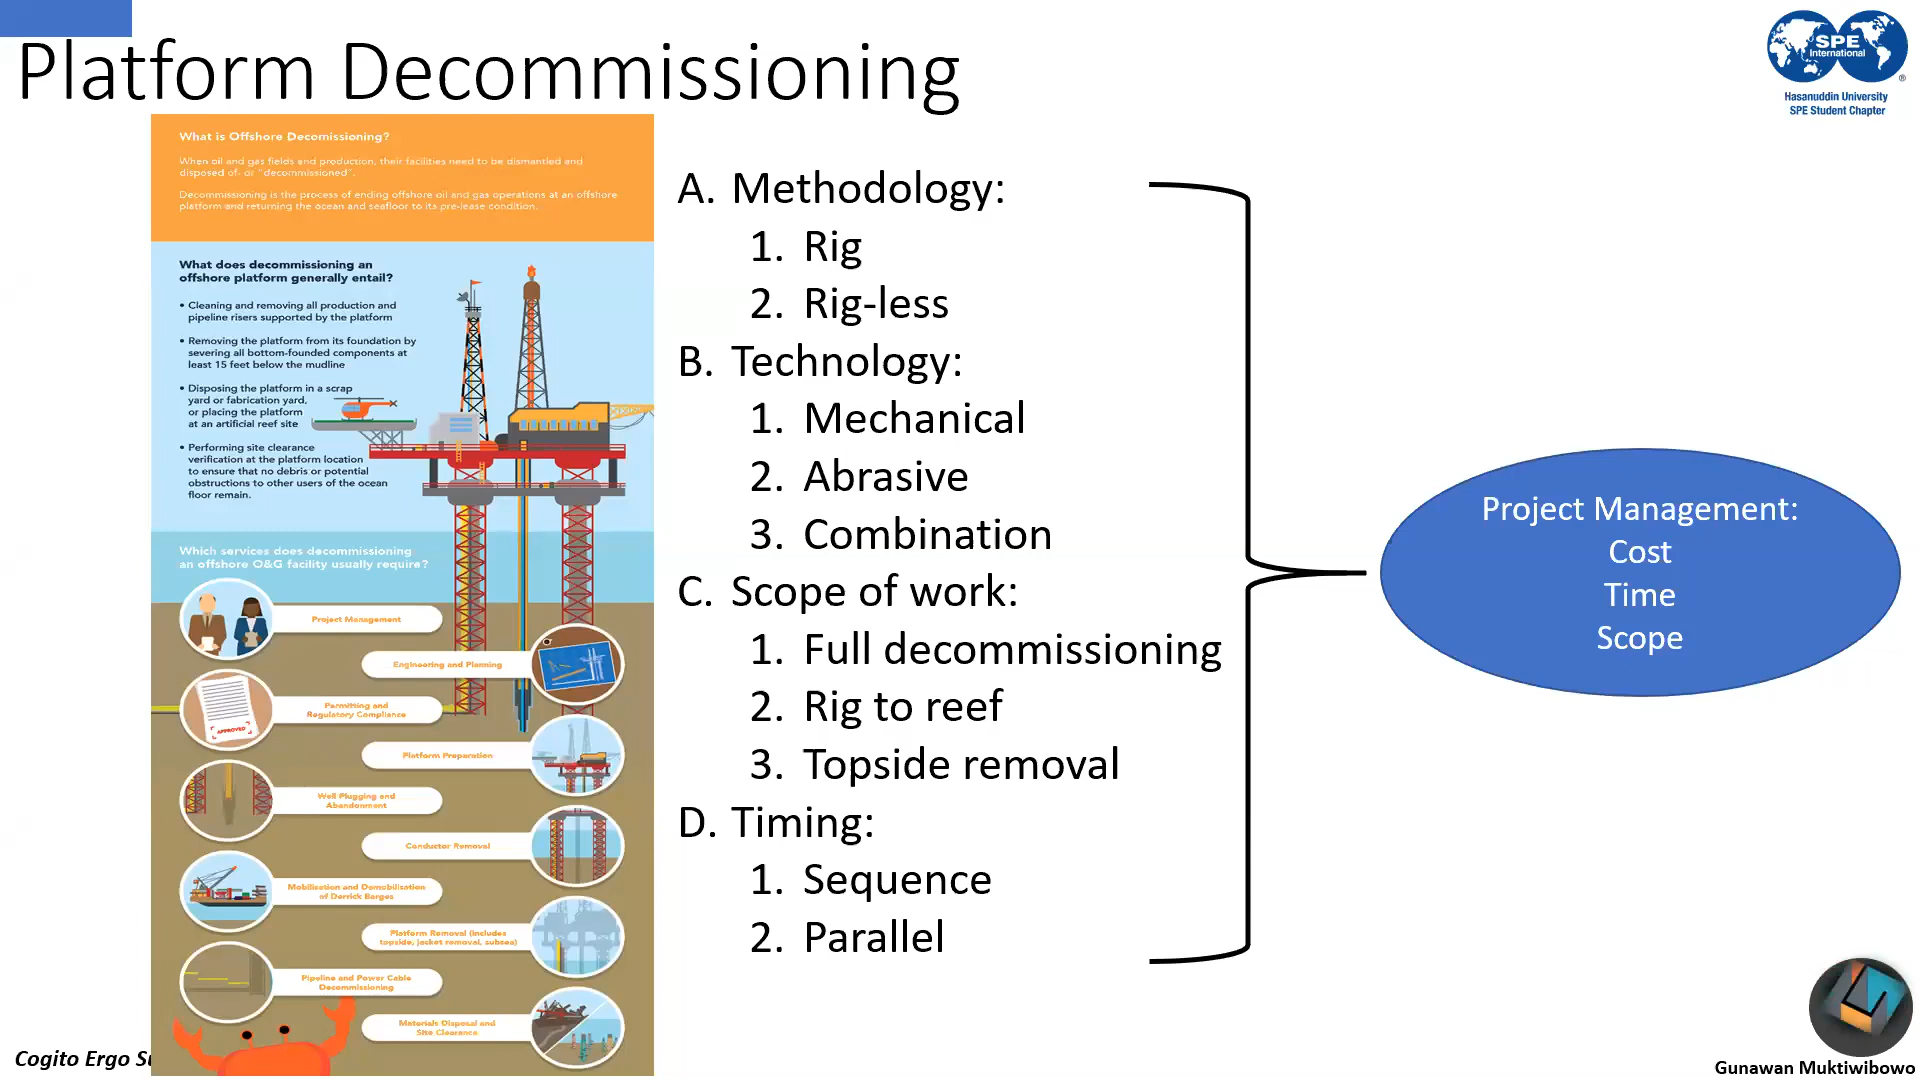 Platform Decommissioning
SPE
International
®
Hasanuddin University
SPE Student Chapter
What is Offshore Decomissioning?
When oil and gas fields end production, their facilities need to be dismantled and
disposed of- or "decommissioned".
Decommissioning is the process of ending offshore oil and gas operations at an offshore
platform and returning the ocean and seafloor to its pre-lease condition.
What does decommissioning an
offshore platform generally entail?
• Cleaning and removing all production and
pipeline risers supported by the platform
• Removing the platform from its foundation by
severing all bottom-founded components at
least 15 feet below the mudline
• Disposing the platform in a scrap
yard or fabrication yard,
or placing the platform
at an artificial reef site
• Performing site clearance
verification at the platform location
to ensure that no debris or potential
obstructions to other users of the ocean
floor remain.
Which services does decommissioning
an offshore O&G facility usually require?
Project Management
Engineering and Planning
Permitting and
Regulatory Compliance
APPROVED
Platform Preparation
Well Plugging and
Abandonment
Conductor Removal
Mobilisation and Demobilisation
of Derrick Barges
Platform Removal (includes
topside, jacket removal, subsea)
Pipeline and Power Cable
Decommissioning
Materials Disposal and
Site Clearance
A. Methodology:
1. Rig
2. Rig-less
B. Technology:
1. Mechanical
2. Abrasive
3. Combination
C. Scope of work:
1. Full decommissioning
2. Rig to reef
3. Topside removal
D. Timing:
1. Sequence
2. Parallel
Project Management:
Cost
Time
Scope
Cogito Ergo
Gunawan Muktiwibowo